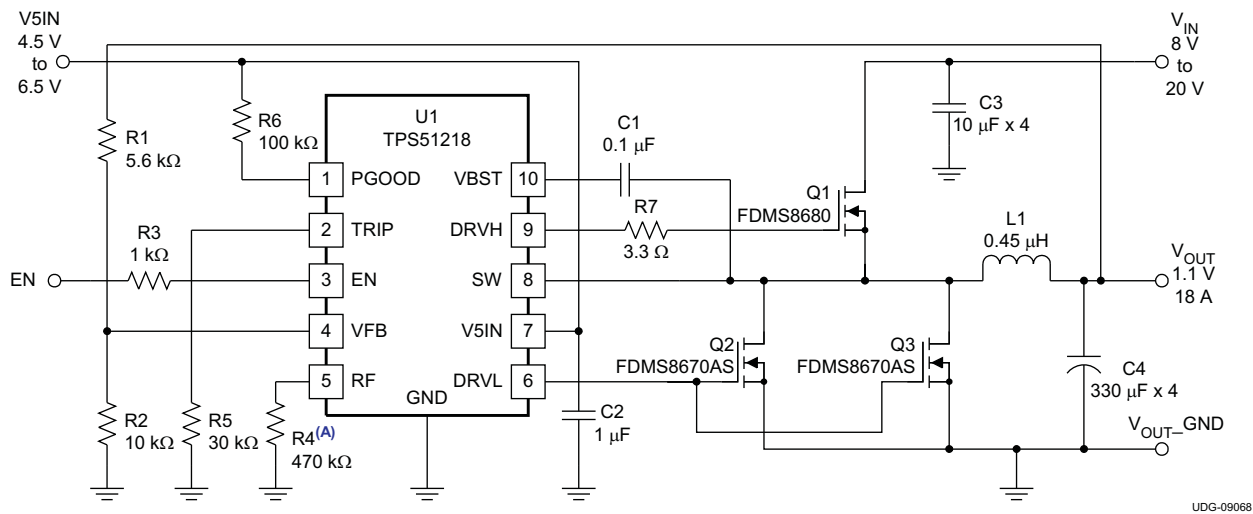 V5IN
4.5 V
to
6.5 V
R1
5.6 kΩ
R6
100 kΩ
U1
TPS51218
1 PGOOD
2 TRIP
3 EN
4 VFB
5 RF
VBST 10
DRVH 9
SW 8
V5IN 7
DRVL 6
GND
C1
0.1 μF
R7
3.3 Ω
Q1
FDMS8680
C3
10 μF x 4
VIN
8 V
to
20 V
L1
0.45 μH
VOUT
1.1 V
18 A
EN
R3
1 kΩ
R2
10 kΩ
R5
30 kΩ
R4(A)
470 kΩ
C2
1 μF
Q2
FDMS8670AS
Q3
FDMS8670AS
C4
330 μF x 4
VOUT_GND
UDG-09068